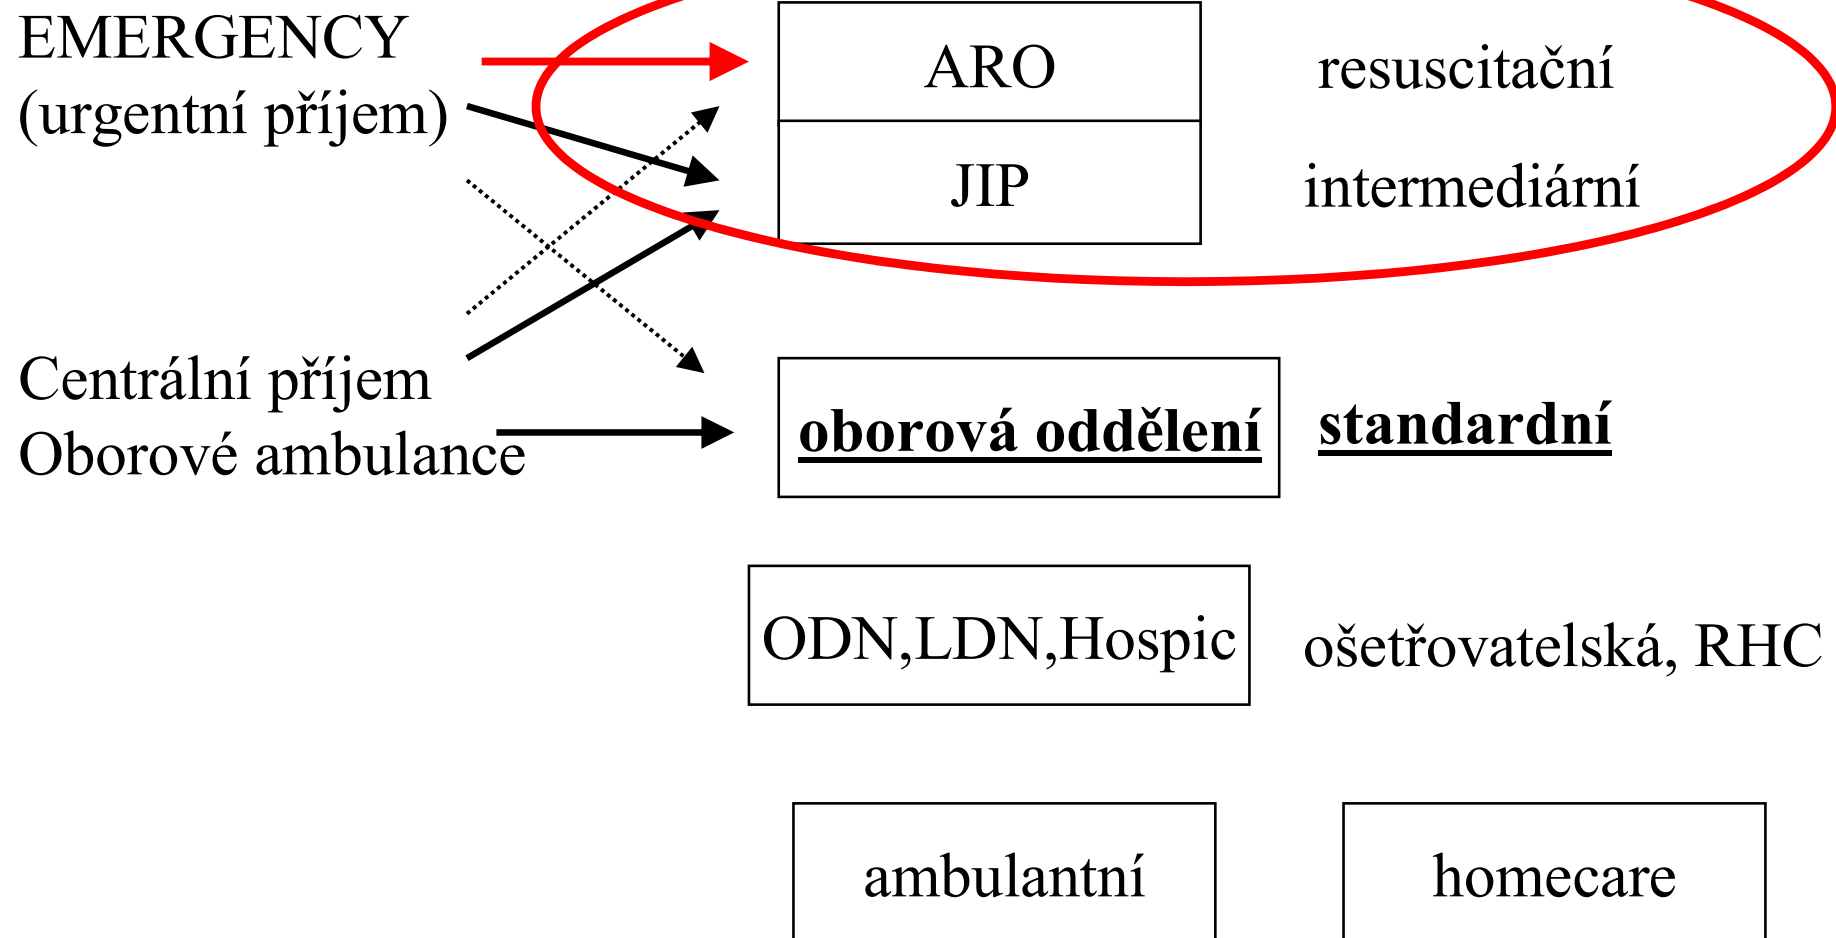 EMERGENCY
(urgentní příjem)
ARO
resuscitační
JIP
intermediární
Centrální příjem
Oborové ambulance
oborová oddělení
standardní
ODN,LDN,Hospic
ošetřovatelská, RHC
ambulantní
homecare